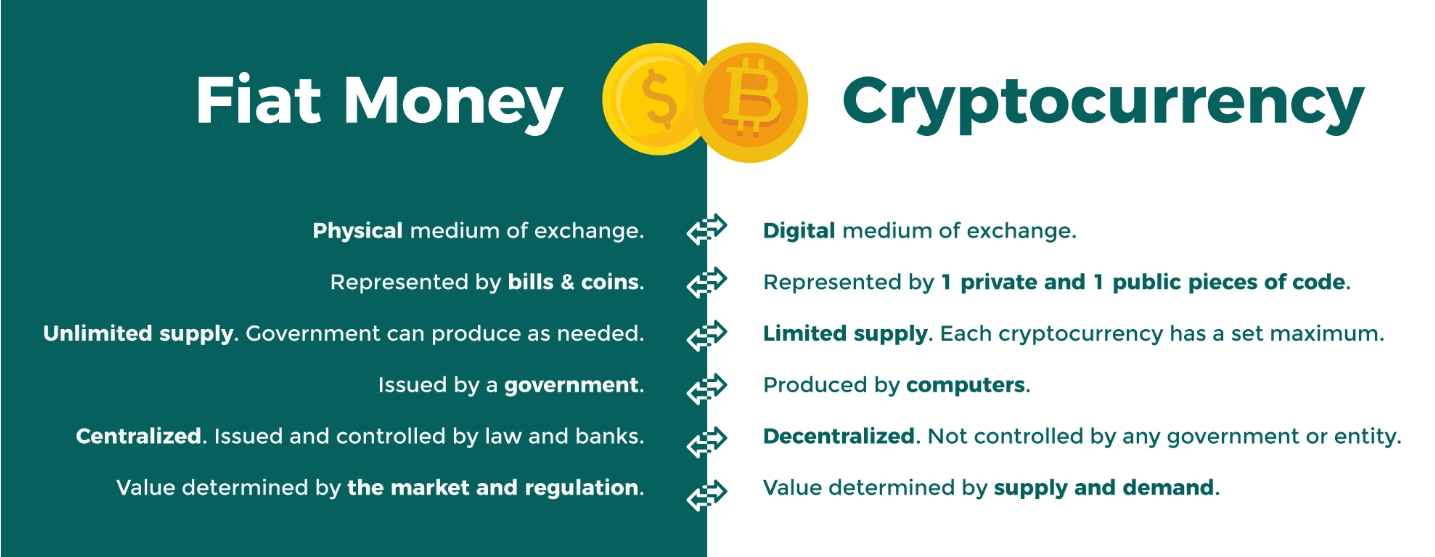 Fiat Money
$
Physical medium of exchange.
Represented by bills & coins.
Unlimited supply. Government can produce as needed.
Issued by a government.
Centralized. Issued and controlled by law and banks.
Value determined by the market and regulation.
₿
Cryptocurrency
Digital medium of exchange.
Represented by 1 private and 1 public pieces of code.
Limited supply. Each cryptocurrency has a set maximum.
Produced by computers.
Decentralized. Not controlled by any government or entity.
Value determined by supply and demand.